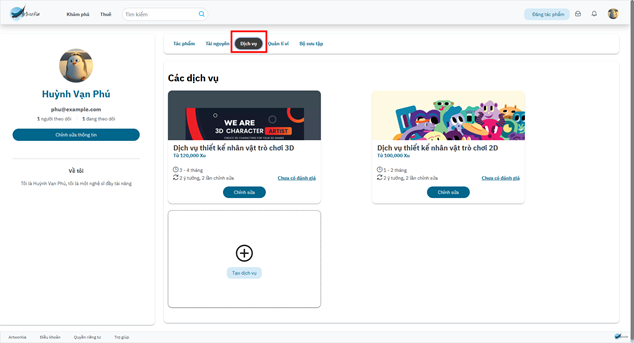 Khám phá
Thuê
Tìm kiếm
Đăng tác phẩm
Tác phẩm
Tài nguyên
Dịch vụ
Quản lí ví
Bộ sưu tập
Huỳnh Vạn Phú
phu@example.com
1 người theo dõi
1 đang theo dõi
Chỉnh sửa thông tin
Về tôi
Tôi là Huỳnh Vạn Phú, tôi là một nghệ sĩ đầy tài năng
Các dịch vụ
WE ARE
3D CHARACTER ARTIST
Dịch vụ thiết kế nhân vật trò chơi 3D
Từ 120,000 Xu
3 - 4 tháng
2 ý tưởng, 2 lần chỉnh sửa
Chưa có đánh giá
Chỉnh sửa
Dịch vụ thiết kế nhân vật trò chơi 2D
Từ 100,000 Xu
1 - 2 tháng
2 ý tưởng, 2 lần chỉnh sửa
Chưa có đánh giá
Chỉnh sửa
Tạo dịch vụ
Artworkia
Điều khoản
Quyền riêng tư
Trợ giúp